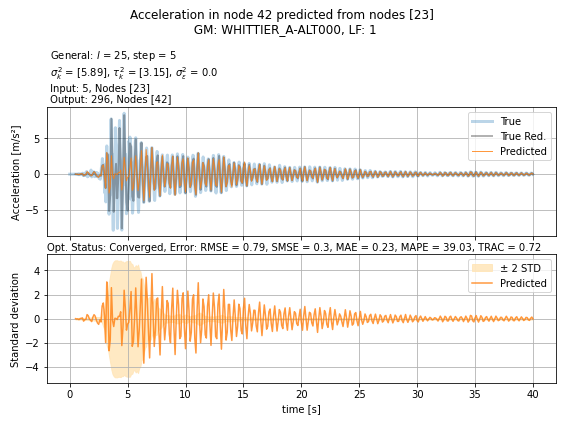 Acceleration in node 42 predicted from nodes [23]
GM: WHITTIER_A-ALT000, LF: 1
General: l = 25, step = 5
σ²ₖ = [5.89], τ²ₖ = [3.15], σ²ε = 0.0
Input: 5, Nodes [23]
Output: 296, Nodes [42]
True
True Red.
Predicted
Acceleration [m/s²]
5
0
−5
Opt. Status: Converged, Error: RMSE = 0.79, SMSE = 0.3, MAE = 0.23, MAPE = 39.03, TRAC = 0.72
± 2 STD
Predicted
Standard deviation
4
2
0
−2
−4
0 5 10 15 20 25 30 35 40
time [s]